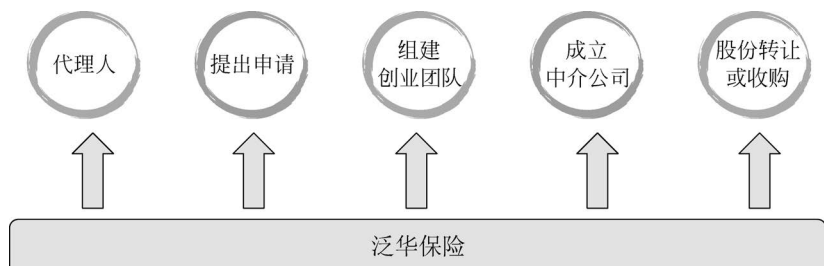 代理人
提出申请
组建
创业团队
成立
中介公司
股份转让
或收购
泛华保险